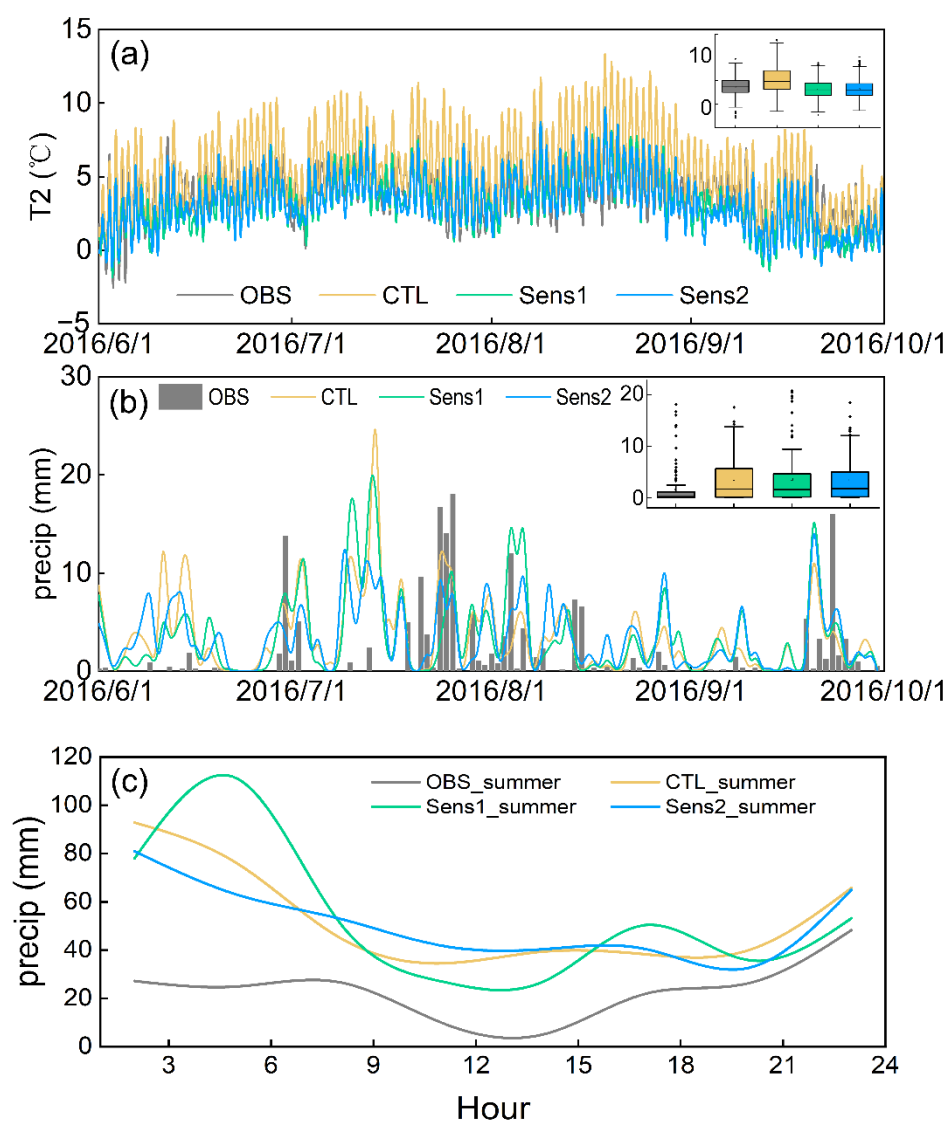 15
(a)
10
5
0
−5
T2 (℃)
10
0
OBS CTL Sens1 Sens2
2016/6/1 2016/7/1 2016/8/1 2016/9/1 2016/10/1
30
(b)
OBS CTL Sens1 Sens2
20
10
0
precip (mm)
20
10
0
2016/6/1 2016/7/1 2016/8/1 2016/9/1 2016/10/1
120
(c)
OBS_summer CTL_summer
Sens1_summer Sens2_summer
100
80
60
40
20
0
precip (mm)
3 6 9 12 15 18 21 24
Hour